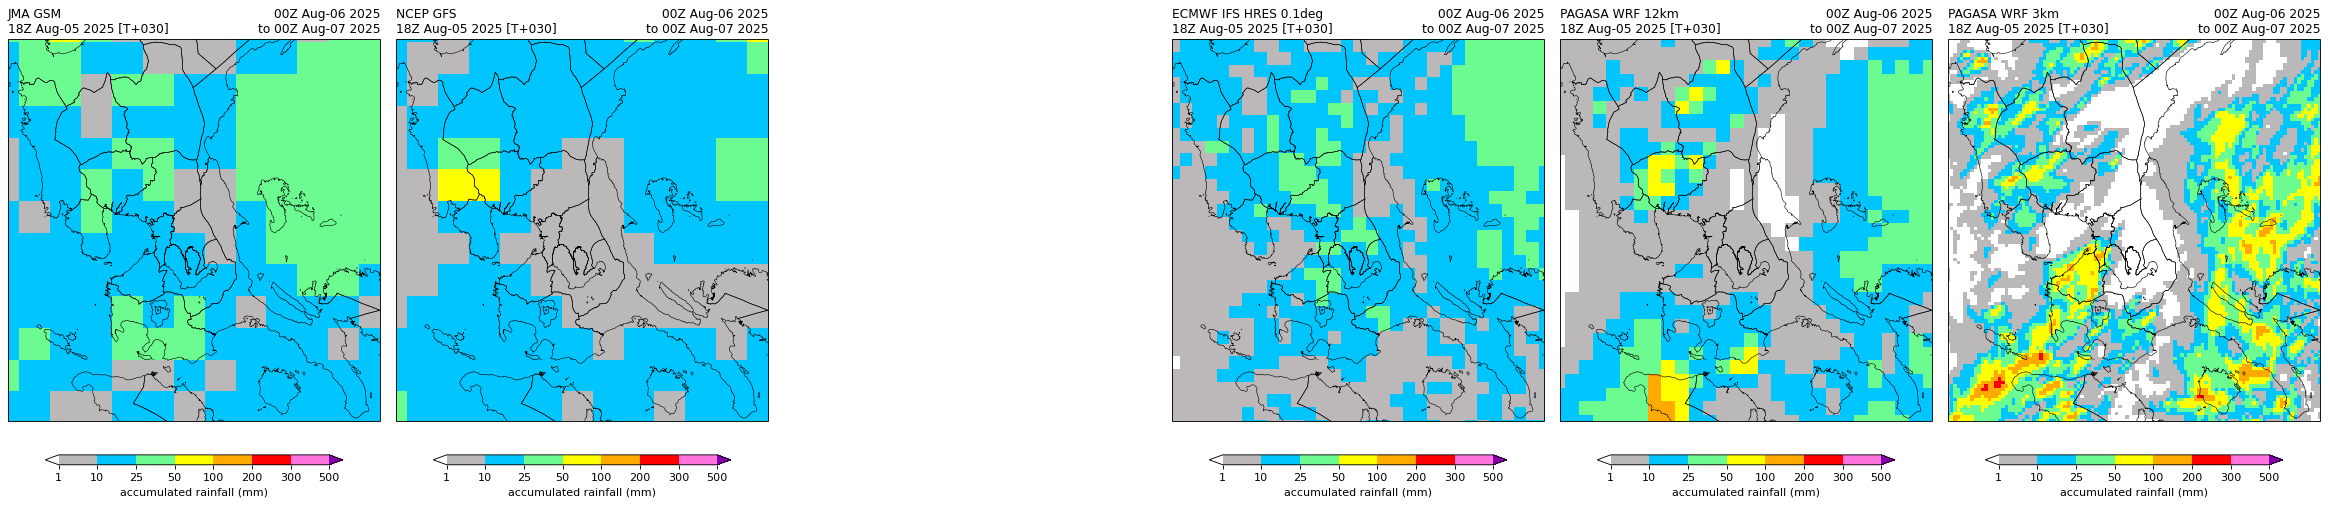 JMA GSM 00Z Aug-06 2025
18Z Aug-05 2025 [T+030] to 00Z Aug-07 2025
NCEP GFS 00Z Aug-06 2025
18Z Aug-05 2025 [T+030] to 00Z Aug-07 2025
ECMWF IFS HRES 0.1deg 00Z Aug-06 2025
18Z Aug-05 2025 [T+030] to 00Z Aug-07 2025
PAGASA WRF 12km 00Z Aug-06 2025
18Z Aug-05 2025 [T+030] to 00Z Aug-07 2025
PAGASA WRF 3km 00Z Aug-06 2025
18Z Aug-05 2025 [T+030] to 00Z Aug-07 2025
1 10 25 50 100 200 300 500
accumulated rainfall (mm)
1 10 25 50 100 200 300 500
accumulated rainfall (mm)
1 10 25 50 100 200 300 500
accumulated rainfall (mm)
1 10 25 50 100 200 300 500
accumulated rainfall (mm)
1 10 25 50 100 200 300 500
accumulated rainfall (mm)